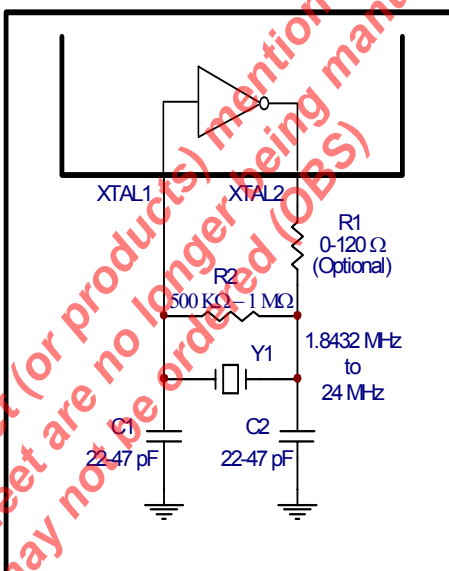 XTAL1
XTAL2
R1
0-120 Ω
(Optional)
R2
500 KΩ – 1 MΩ
Y1
1.8432 MHz
to
24 MHz
C1
22-47 pF
C2
22-47 pF
t (or products) mention
eet are no longer being manu
may not be ordered (OBS)